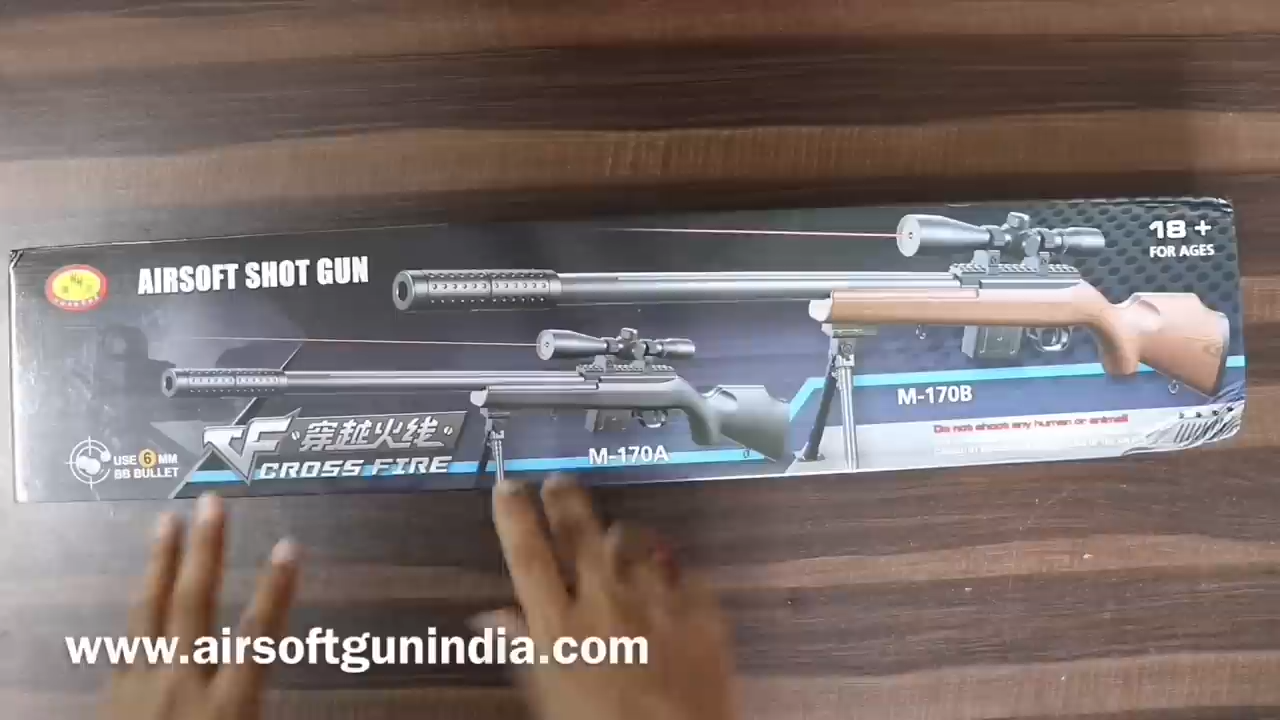 AIRSOFT SHOT GUN
18 +
FOR AGES
M-170B
Do not shoot any human or animal!
M-170A
USE 6 MM
BB BULLET
CF “穿越火线”
CROSS FIRE
www.airsoftgunindia.com